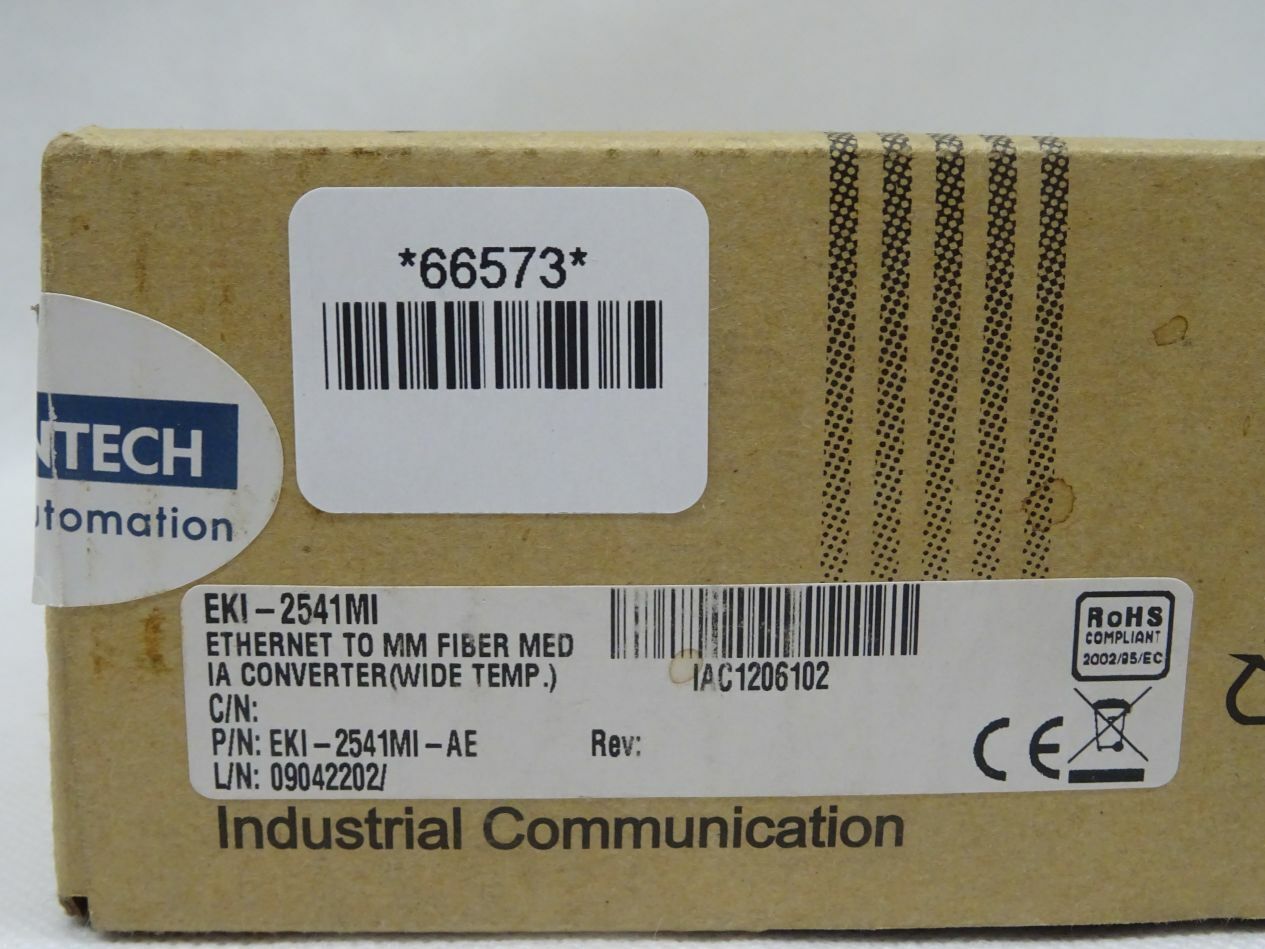 *66573*
NTECH
utomation
EKI-2541MI
ETHERNET TO MM FIBER MED
IA CONVERTER(WIDE TEMP.)
C/N:
P/N: EKI-2541MI-AE
Rev:
L/N: 09042202/
IAC1206102
RoHS
COMPLIANT
2002/95/EC
CE
Industrial Communication